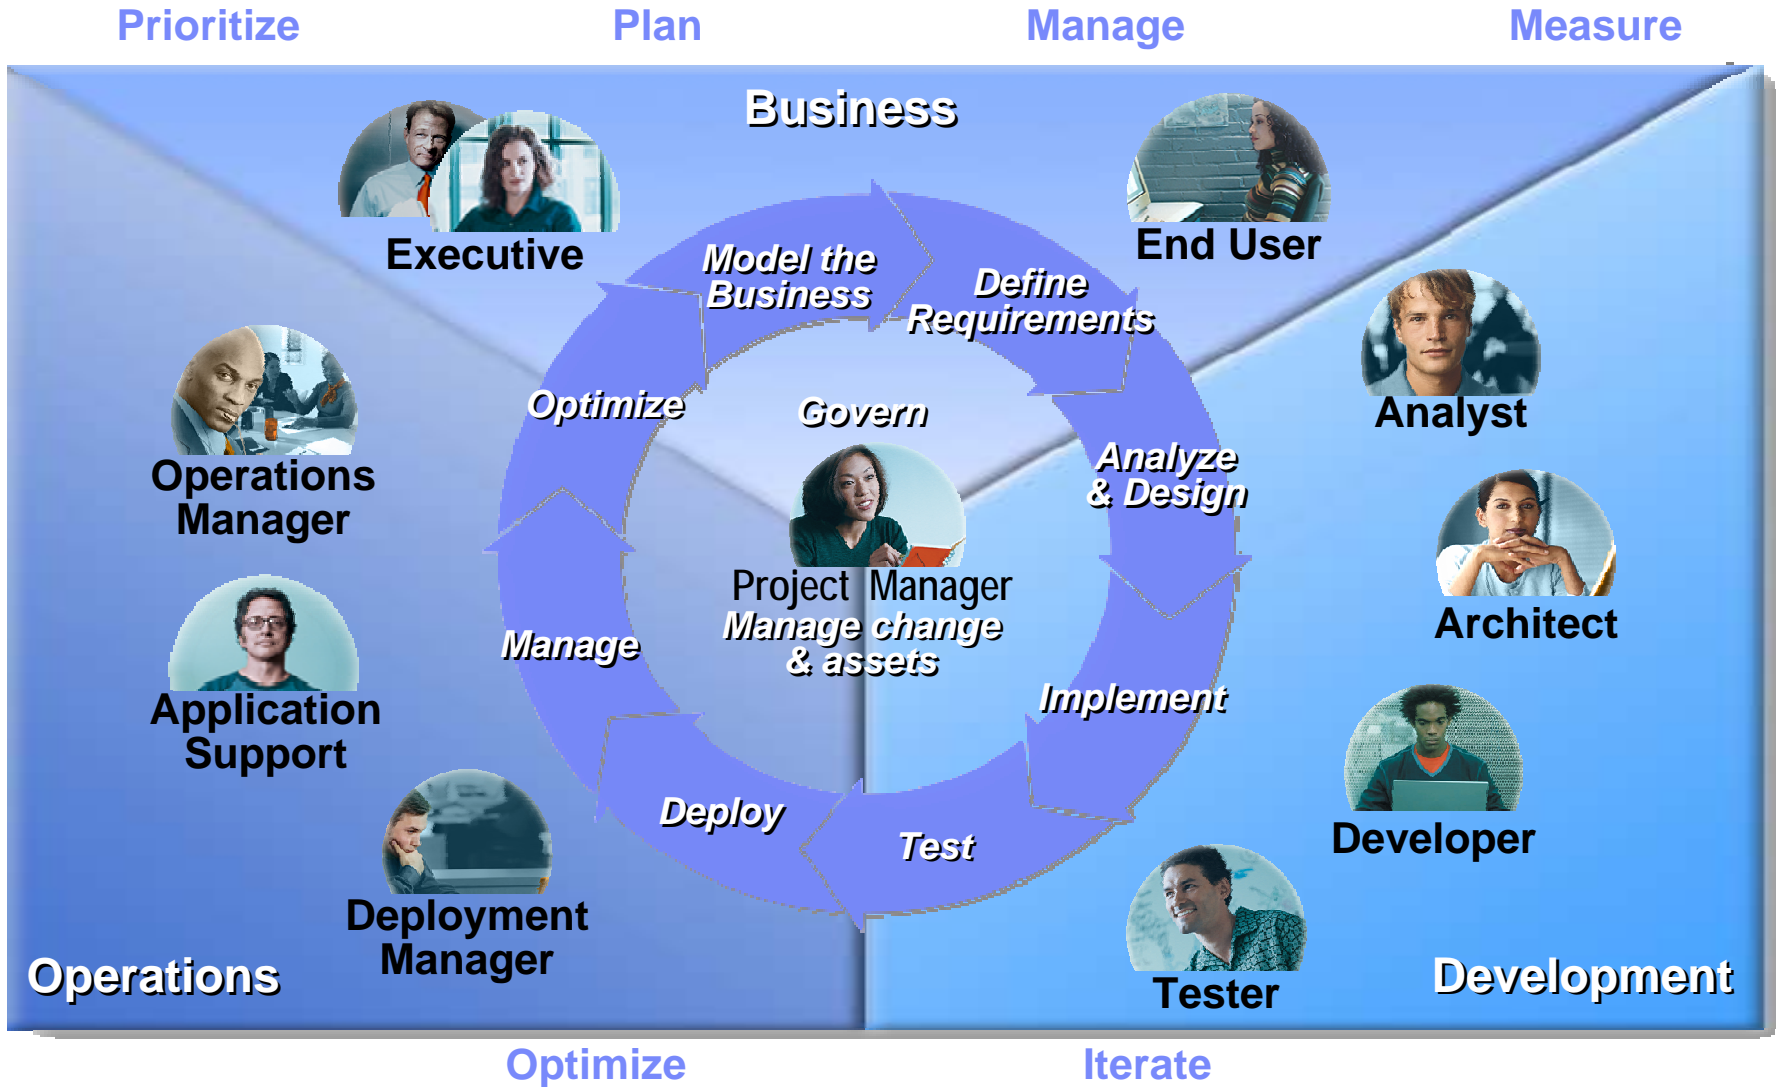 Prioritize
Plan
Manage
Measure
Business
Executive
End User
Model the
Business
Define
Requirements
Analyst
Optimize
Govern
Analyze
& Design
Operations
Manager
Project Manager
Manage change
& assets
Architect
Manage
Implement
Application
Support
Deploy
Test
Developer
Deployment
Manager
Tester
Operations
Development
Optimize
Iterate